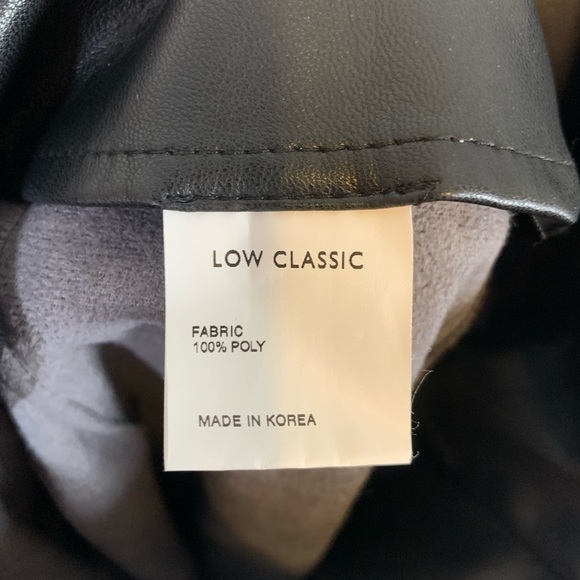 LOW CLASSIC
FABRIC
100% POLY
MADE IN KOREA